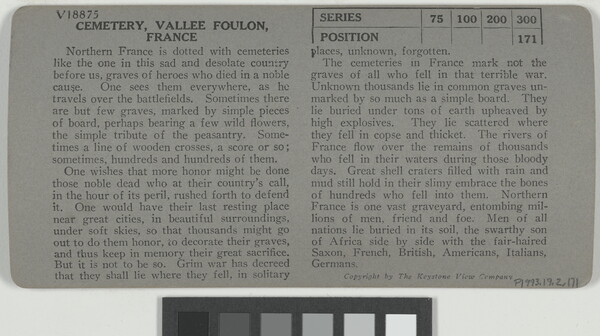 V18875
CEMETERY, VALLEE FOULON,
FRANCE
Northern France is dotted with cemeteries
like the one in this sad and desolate country
before us, graves of heroes who died in a noble
cause. One sees them everywhere, as he
travels over the battlefields. Sometimes there
are but few graves, marked by simple pieces
of board, perhaps bearing a few wild flowers,
the simple tribute of the peasantry. Some-
times a line of wooden crosses, a score or so;
sometimes, hundreds and hundreds of them.
One wishes that more honor might be done
those noble dead who at their country's call,
in the hour of its peril, rushed forth to defend
it. One would have their last resting place
near great cities, in beautiful surroundings,
under soft skies, so that thousands might go
out to do them honor, to decorate their graves,
and thus keep in memory their great sacrifice.
But it is not to be so. Grim war has decreed
that they shall lie where they fell, in solitary
SERIES 75 100 200 300
POSITION 171
places, unknown, forgotten.
The cemeteries in France mark not the
graves of all who fell in that terrible war.
Unknown thousands lie in common graves un-
marked by so much as a simple board. They
lie buried under tons of earth upheaved by
high explosives. They lie scattered where
they fell in copse and thicket. The rivers of
France flow over the remains of thousands
who fell in their waters during those bloody
days. Great shell craters filled with rain and
mud still hold in their slimy embrace the bones
of hundreds who fell into them. Northern
France is one vast graveyard, entombing mil-
lions of men, friend and foe. Men of all
nations lie buried in its soil, the swarthy son
of Africa side by side with the fair-haired
Saxon, French, British, Americans, Italians,
Germans.
Copyright by The Keystone View Company
P1993.13.2.171